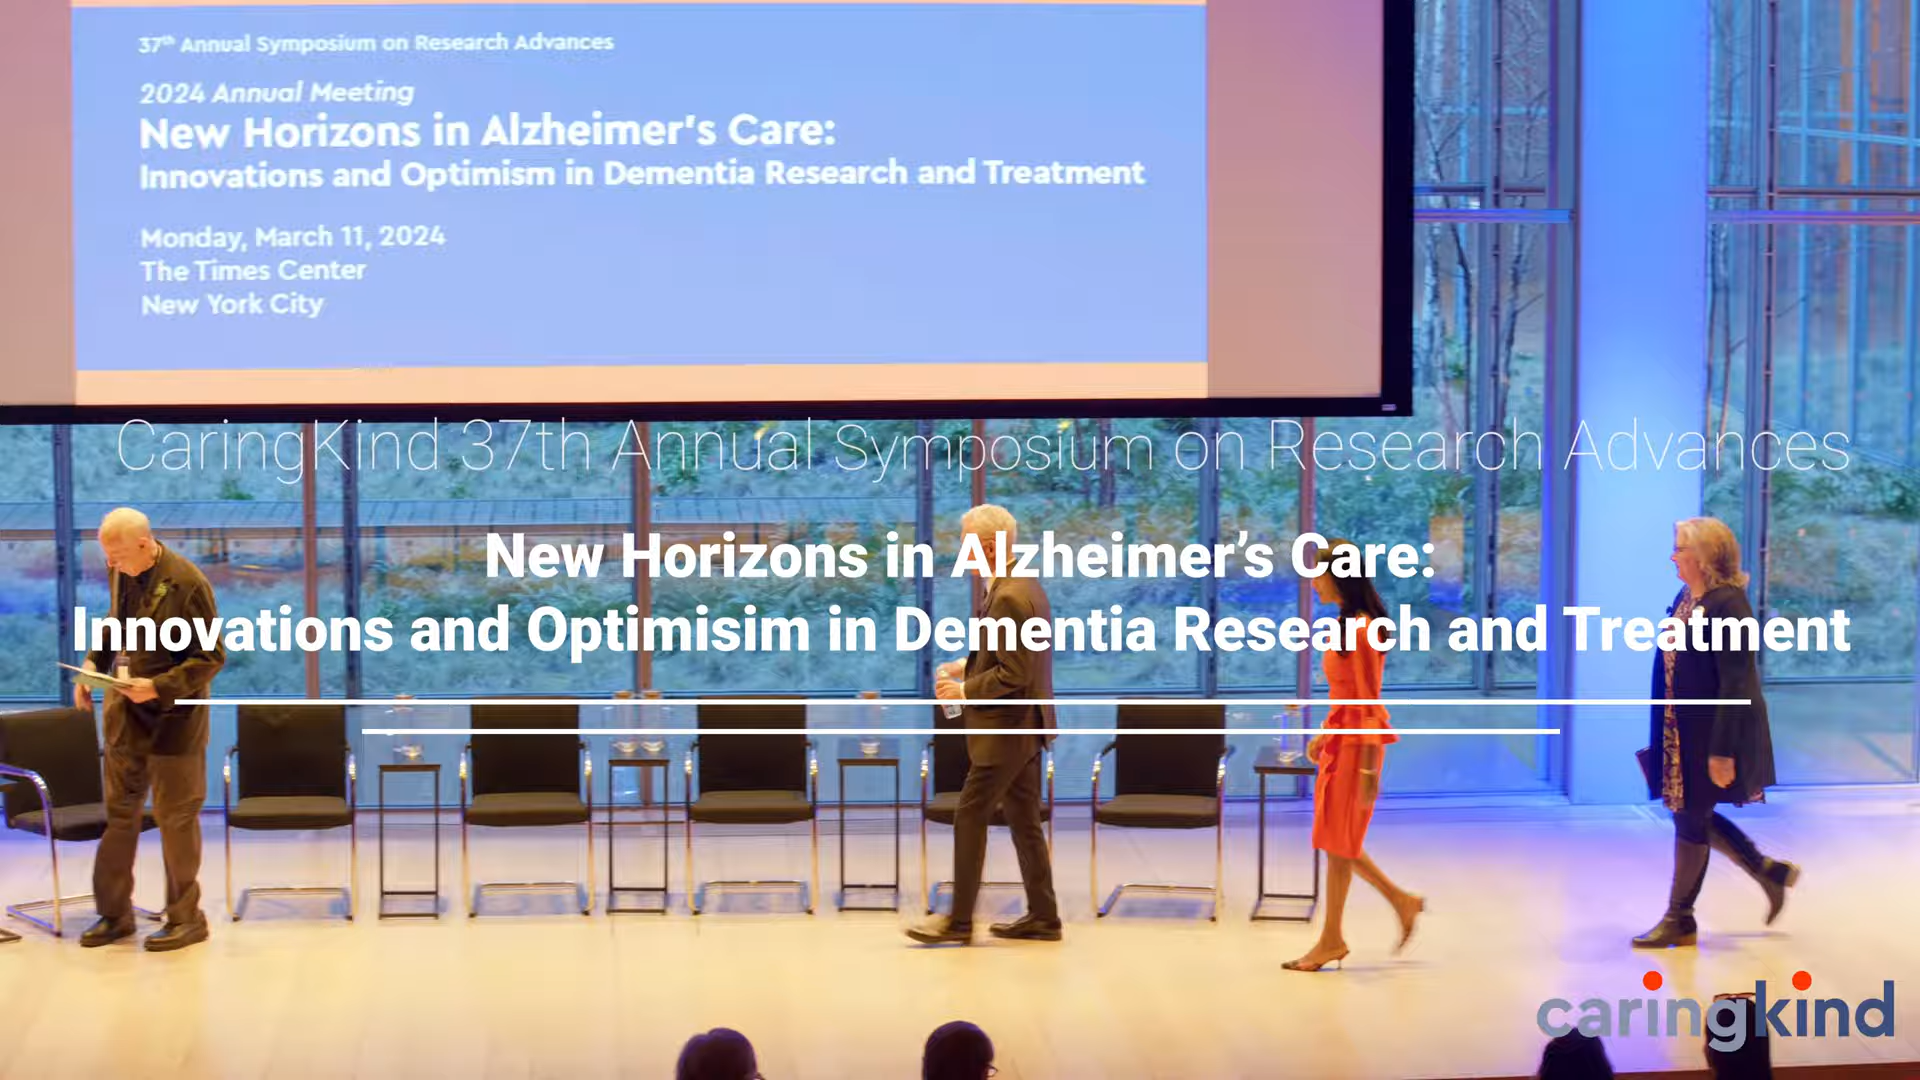 37th Annual Symposium on Research Advances
2024 Annual Meeting
New Horizons in Alzheimer's Care:
Innovations and Optimism in Dementia Research and Treatment
Monday, March 11, 2024
The Times Center
New York City
CaringKind 37th Annual Symposium on Research Advances
New Horizons in Alzheimer’s Care:
Innovations and Optimisim in Dementia Research and Treatment
caringkind